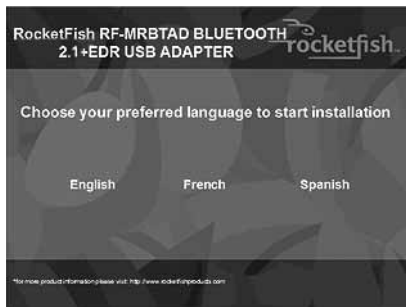 RocketFish RF-MRBTAD BLUETOOTH
2.1+EDR USB ADAPTER
rocketfish
Choose your preferred language to start installation
English French Spanish
*for more product information please visit: http://www.rocketfishproducts.com